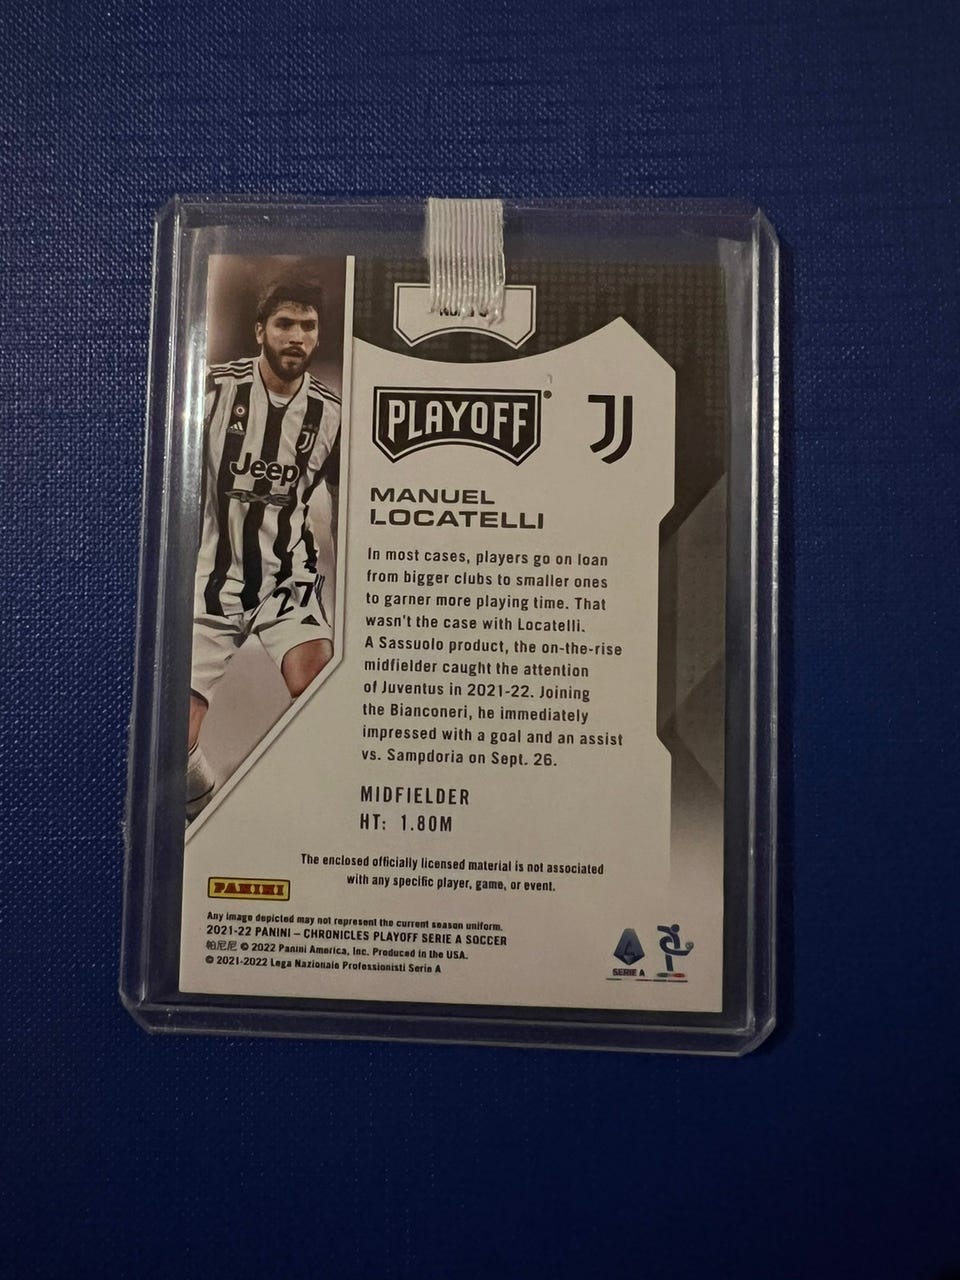 PLAYOFF
MANUEL
LOCATELLI
Jeep
4xe
27
In most cases, players go on loan
from bigger clubs to smaller ones
to garner more playing time. That
wasn't the case with Locatelli.
A Sassuolo product, the on-the-rise
midfielder caught the attention
of Juventus in 2021-22. Joining
the Bianconeri, he immediately
impressed with a goal and an assist
vs. Sampdoria on Sept. 26.
MIDFIELDER
HT: 1.80M
The enclosed officially licensed material is not associated
with any specific player, game, or event.
PANINI
Any image depicted may not represent the current season uniform.
2021-22 PANINI – CHRONICLES PLAYOFF SERIE A SOCCER
帕尼尼 © 2022 Panini America, Inc. Produced in the USA.
© 2021-2022 Lega Nazionale Professionisti Serie A
SERIE A